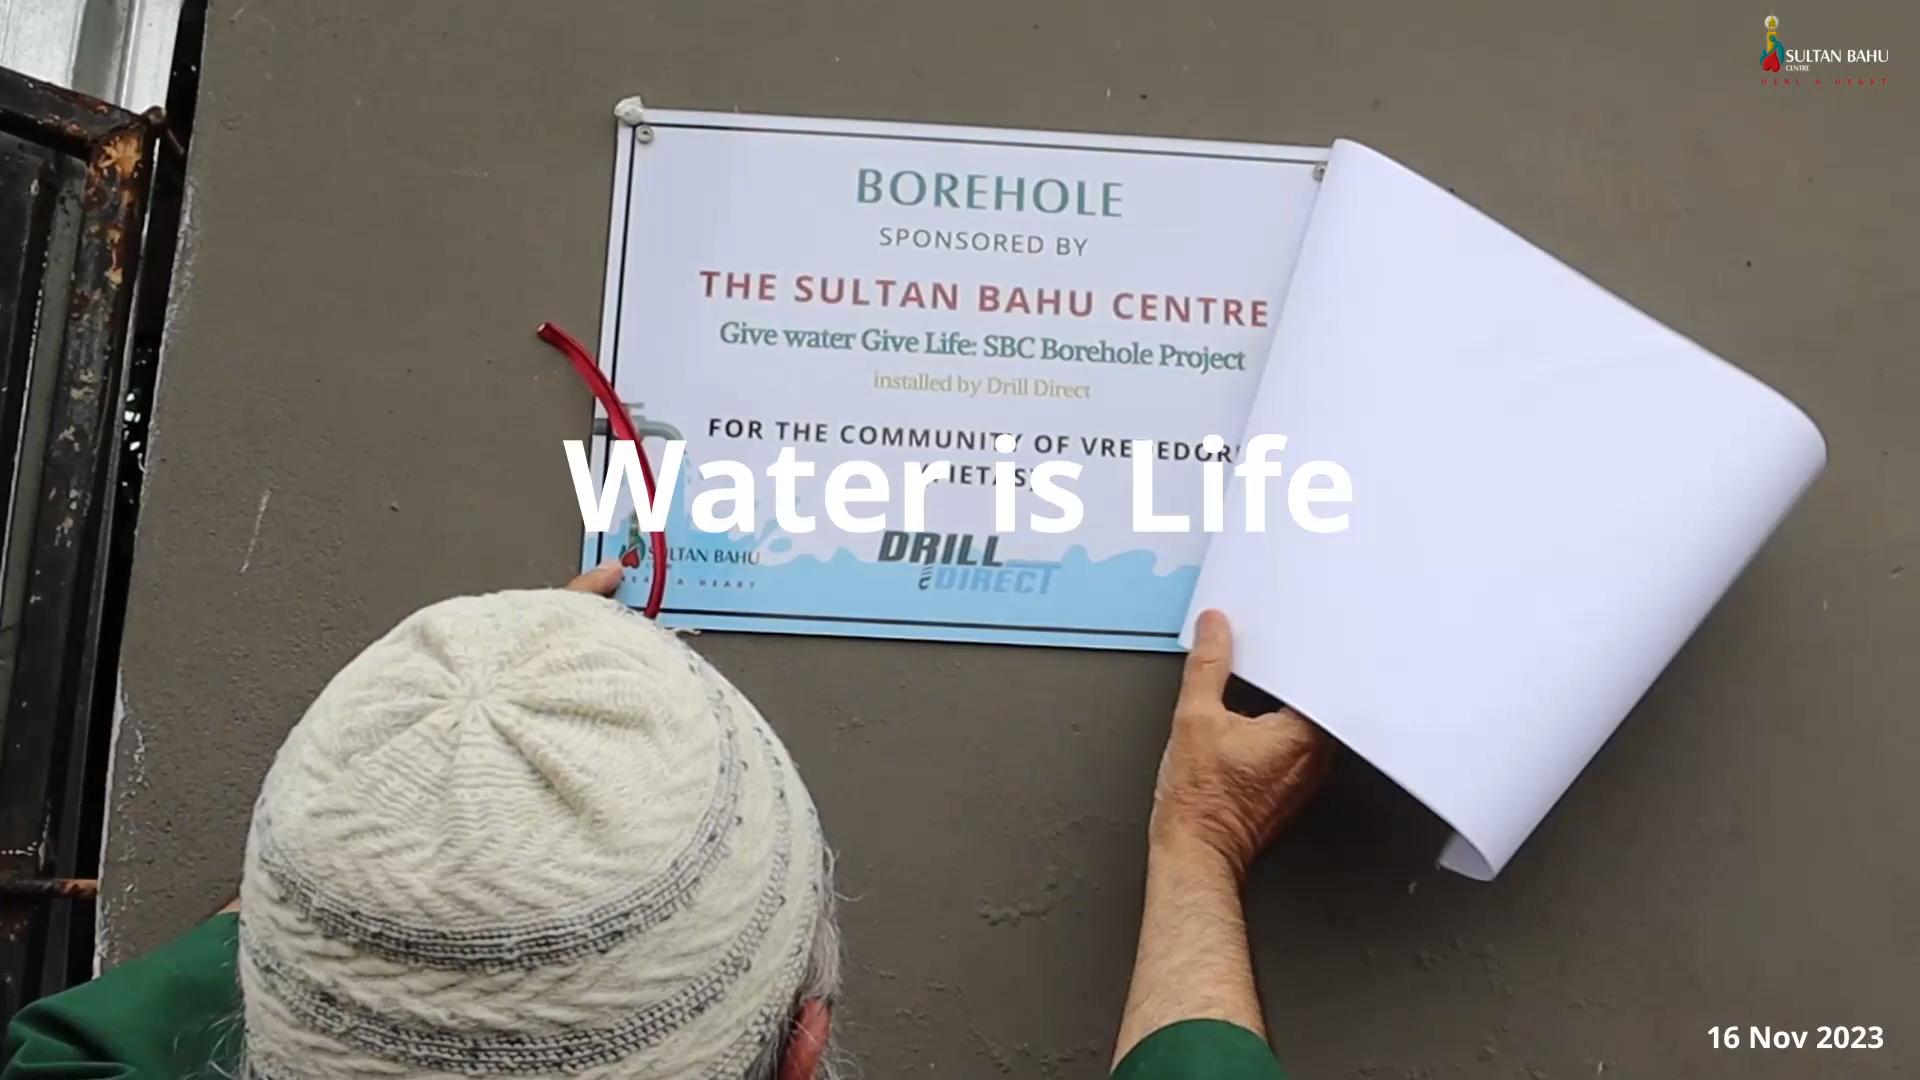 SULTAN BAHU
CENTRE
HEAL A HEART
BOREHOLE
SPONSORED BY
THE SULTAN BAHU CENTRE
Give water Give Life: SBC Borehole Project
installed by Drill Direct
FOR THE COMMUNITY OF
Water is Life
SULTAN BAHU
HEAL A HEART
DRILL
DIRECT
16 Nov 2023